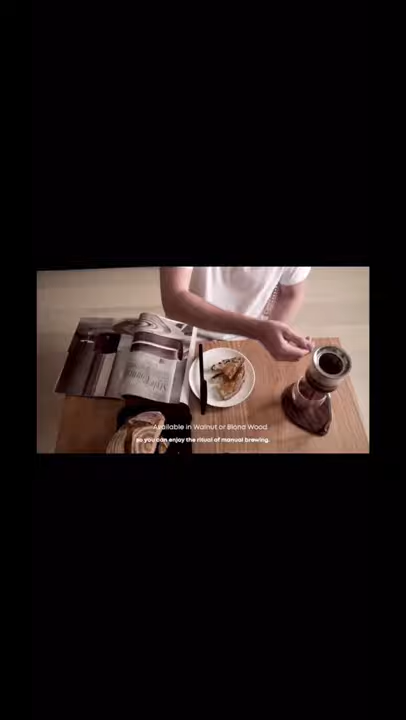 Available in Walnut or Blond Wood
so you can enjoy the ritual of manual brewing.